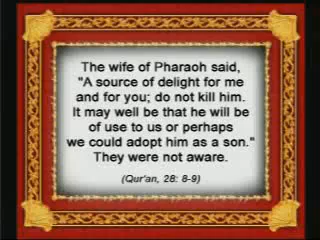 The wife of Pharaoh said,
"A source of delight for me
and for you; do not kill him.
It may well be that he will be
of use to us or perhaps
we could adopt him as a son."
They were not aware.
(Qur'an, 28: 8-9)